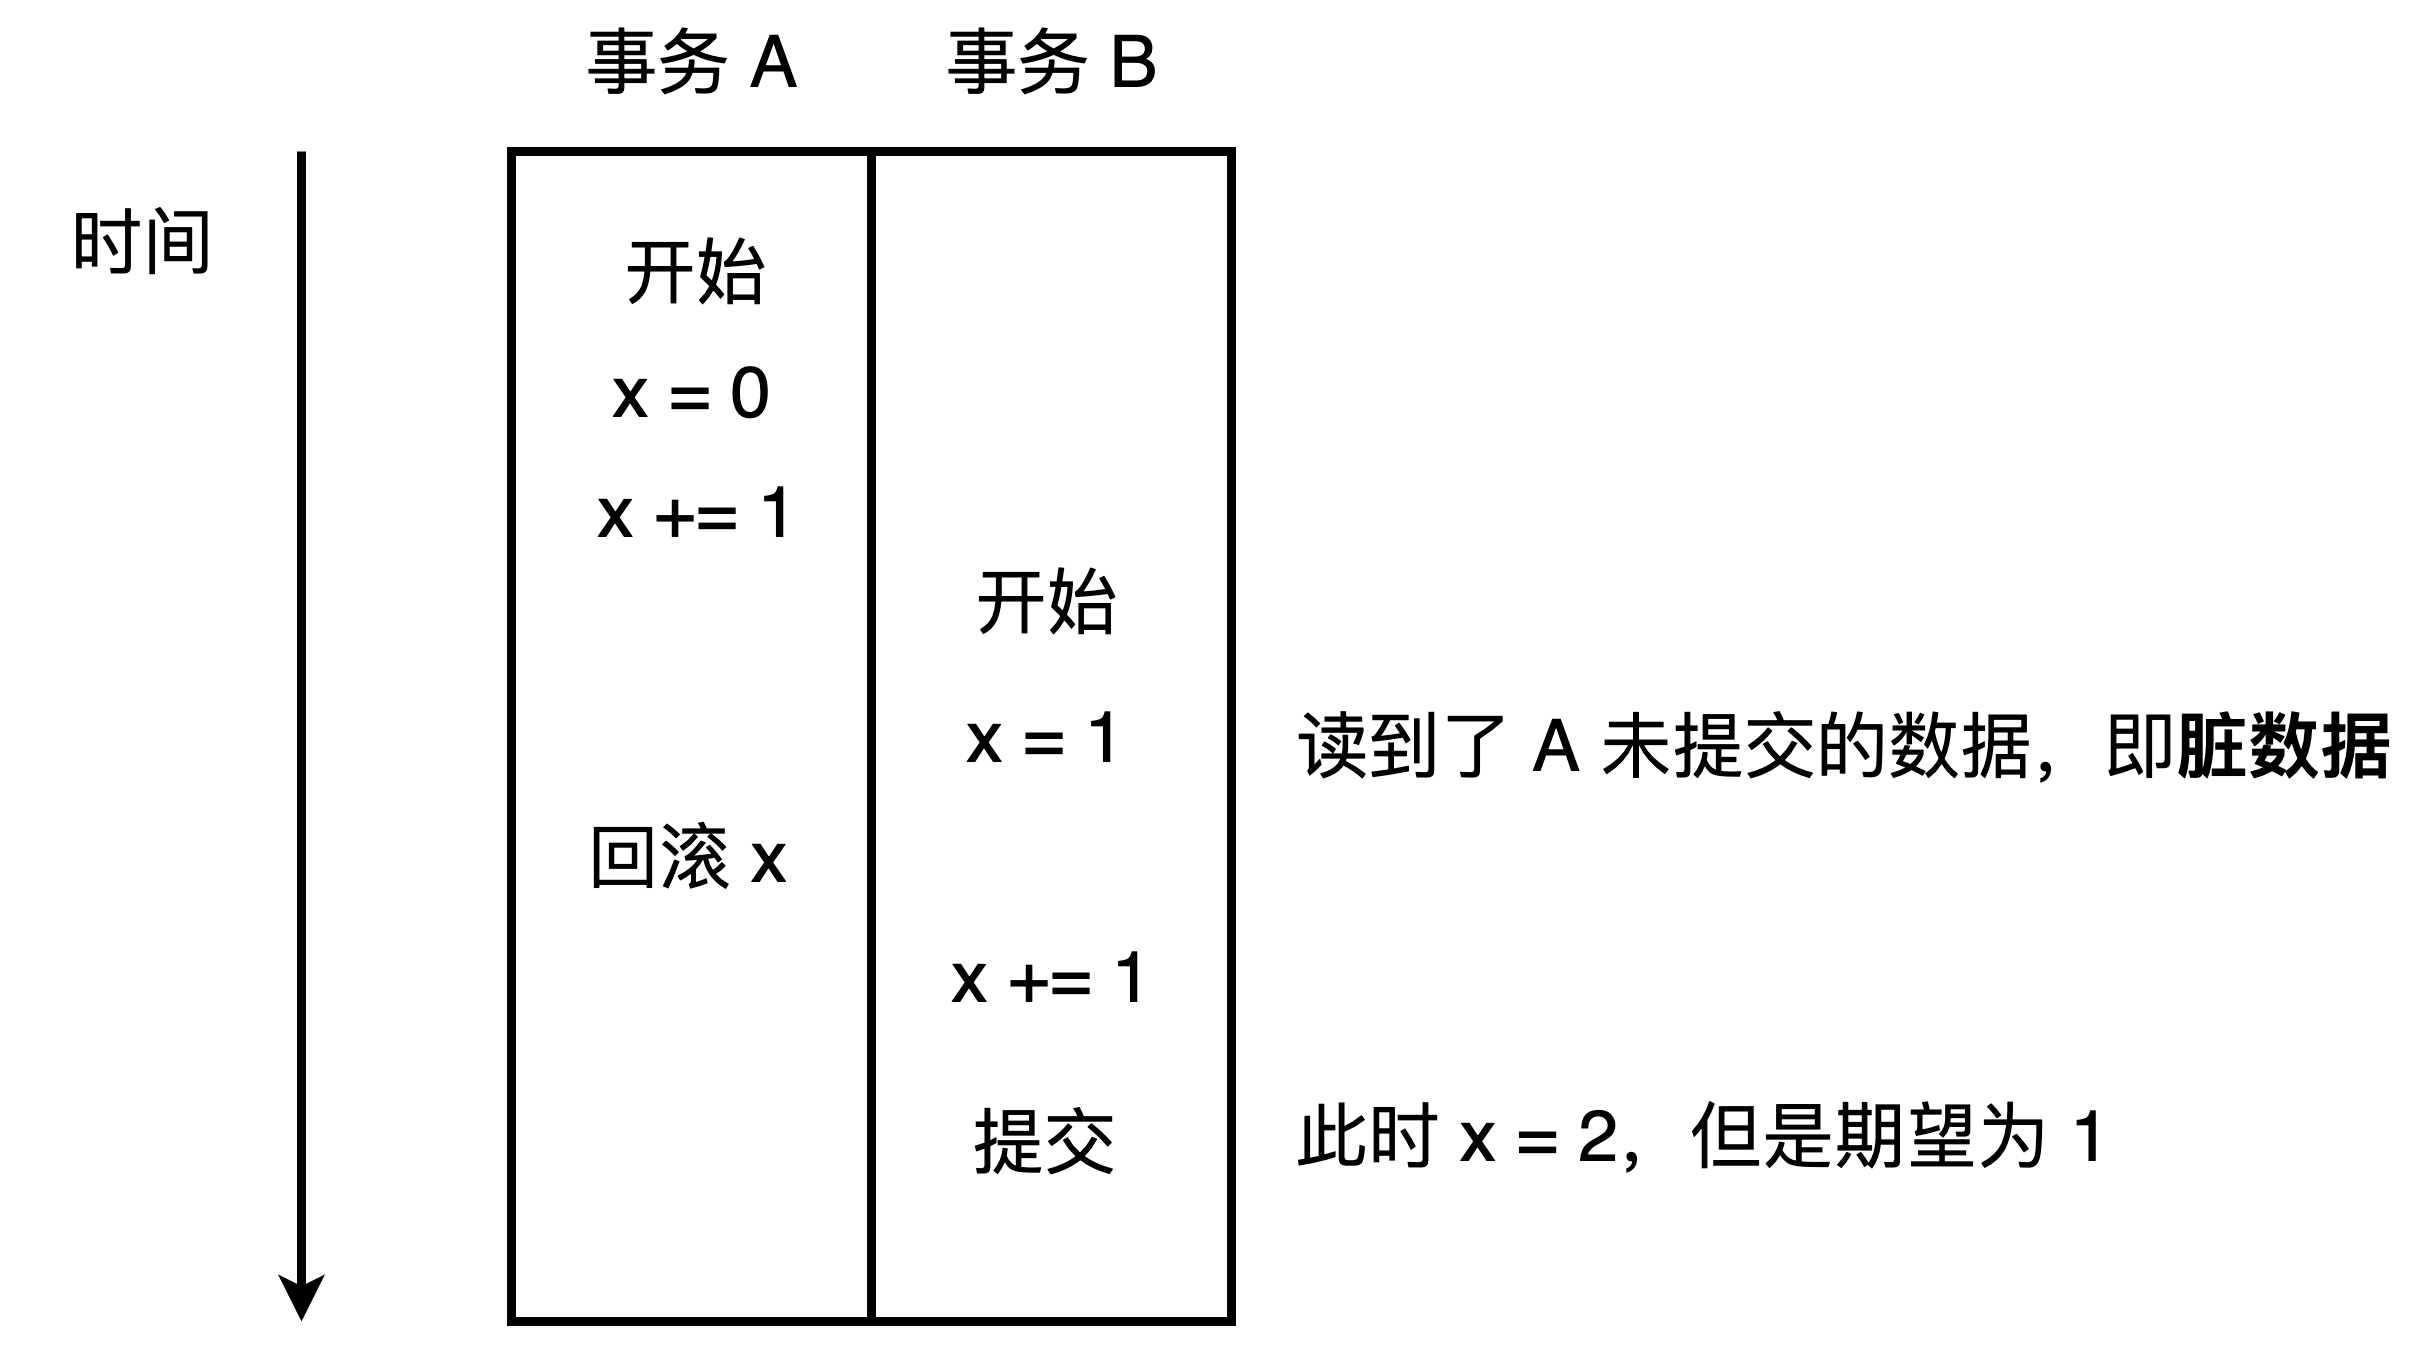 事务 A
事务 B
时间
开始
x = 0
x += 1
开始
x = 1
读到了 A 未提交的数据，即脏数据
回滚 x
x += 1
提交
此时 x = 2，但是期望为 1